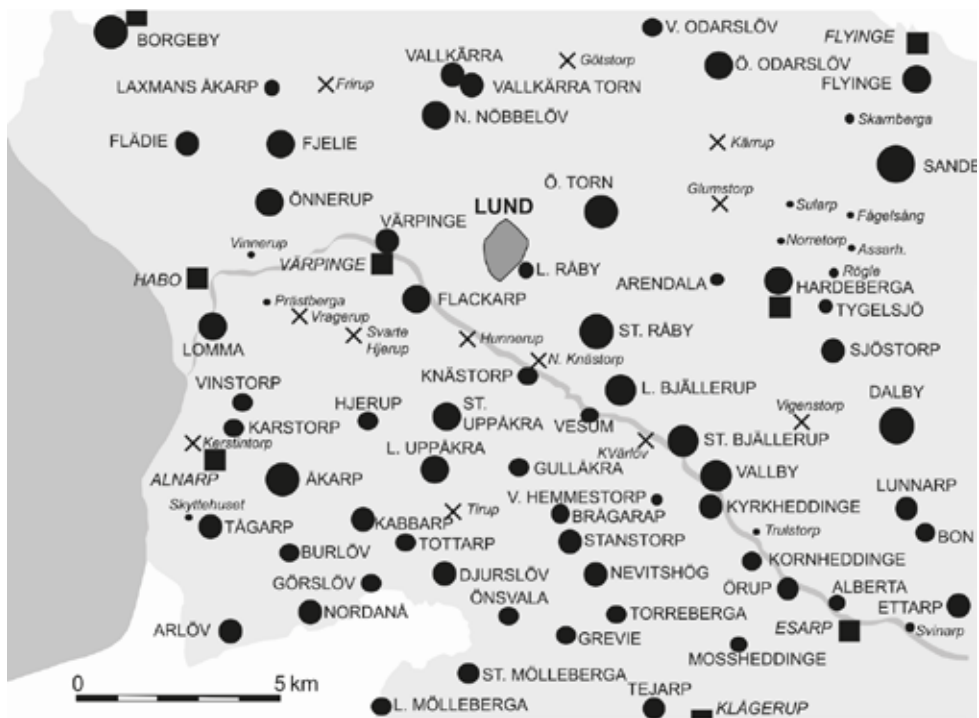 V. ODARSLÖV
BORGEBY
FLYINGE
VALLKÄRRA
Götstorp
Ö. ODARSLÖV
LAXMANS ÅKARP
Frirup
VALLKÄRRA TORN
FLYINGE
N. NÖBBELÖV
Skarnberga
FLÄDIE
FJELIE
Kärrup
SANDB
Ö. TORN
Glumstorp
ÖNNERUP
LUND
Sularp
Fågelsång
VÄRPINGE
Vinnerup
Norretorp
Assarh.
HABO
VÄRPINGE
L. RÅBY
Rögle
ARENDALA
HARDEBERGA
Prästberga
FLACKARP
TYGELSJÖ
Vragerup
Svarte
Hjerup
Hunnerup
ST. RÅBY
LOMMA
N. Knästorp
SJÖSTORP
KNÄSTORP
VINSTORP
L. BJÄLLERUP
DALBY
HJERUP
ST.
UPPÅKRA
Vigenstorp
KARSTORP
VESUM
Kerstintorp
KVärlöv
ST. BJÄLLERUP
L. UPPÅKRA
ALNARP
ÅKARP
GULLÅKRA
VALLBY
LUNNARP
Skyttehuset
V. HEMMESTORP
KYRKHEDDINGE
Tirup
BRÅGARAP
TÅGARP
KABBARP
Trulstorp
BON
BURLÖV
TOTTARP
STANSTORP
KORNHEDDINGE
GÖRSLÖV
DJURSLÖV
NEVITSHÖG
ÖRUP
ALBERTA
ÖNSVALA
ETTARP
NORDANÅ
TORREBERGA
ARLÖV
ESARP
Svinarp
GREVIE
MOSSHEDDINGE
ST. MÖLLEBERGA
0 5 km
TEJARP
L. MÖLLEBERGA
KLÅGERUP